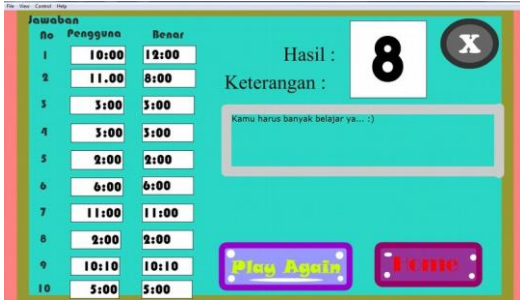 File View Control Help
Jawaban
No Pengguna Benar
1 10:00 12:00
2 11.00 8:00
3 3:00 3:00
4 3:00 3:00
5 9:00 9:00
6 6:00 6:00
7 11:00 11:00
8 2:00 2:00
9 10:10 10:10
10 5:00 5:00
Hasil : 8
Keterangan :
Kamu harus banyak belajar ya... :)
X
Play Again
Home